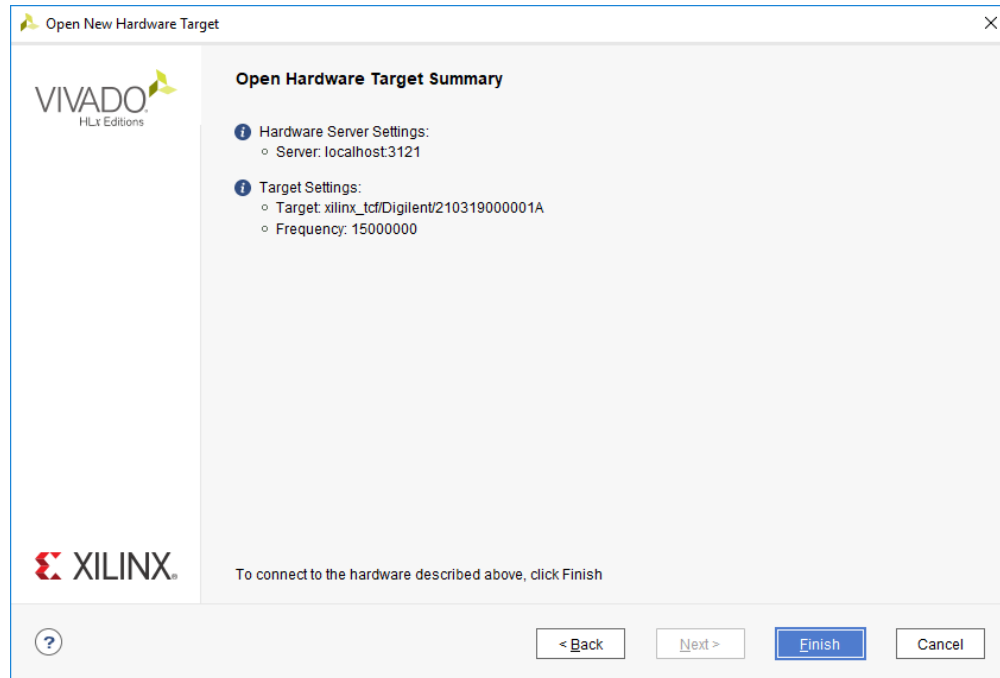 Open New Hardware Target
VIVADO.
HLx Editions
Open Hardware Target Summary
Hardware Server Settings:
Server: localhost:3121
Target Settings:
Target: xilinx_tcf/Digilent/210319000001A
Frequency: 15000000
XILINX®
To connect to the hardware described above, click Finish
?
< Back
Next >
Finish
Cancel